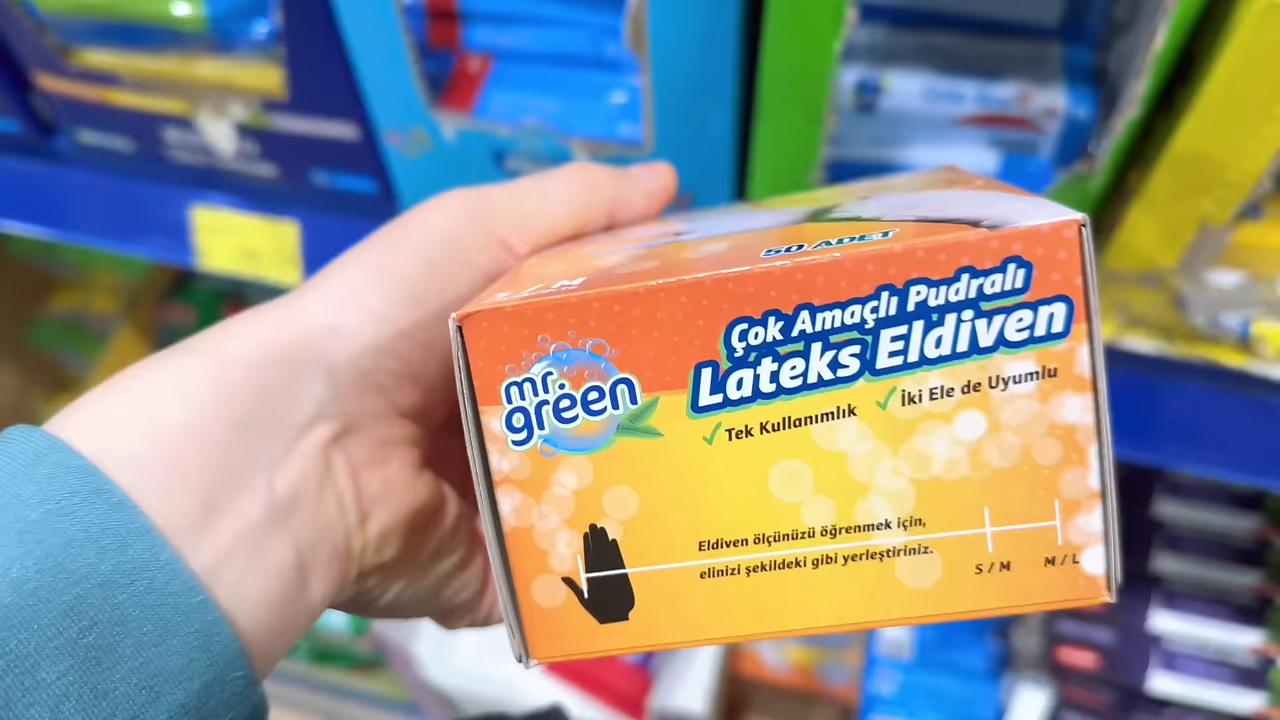 50 ADET
S / M
mr.
green
Çok Amaçlı Pudralı
Lateks Eldiven
✓ Tek Kullanımlık
✓ İki Ele de Uyumlu
Eldiven ölçünüzü öğrenmek için,
elinizi şekildeki gibi yerleştiriniz.
S / M
M / L